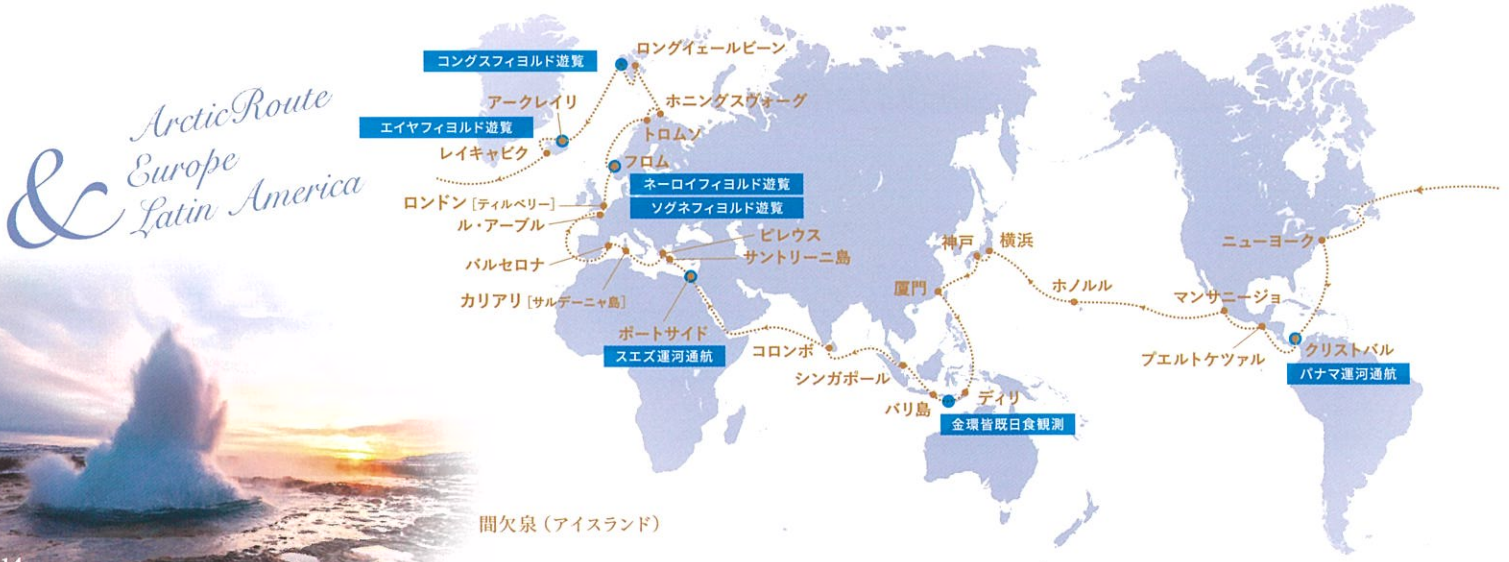 Arctic Route
Europe
& Latin America
ロングイェールビーン
コングスフィヨルド遊覧
アークレイリ
ホニングスヴォーグ
エイヤフィヨルド遊覧
トロムソ
レイキャビク
フロム
ネーロイフィヨルド遊覧
ロンドン [ティルベリー]
ソグネフィヨルド遊覧
ル・アーブル
ピレウス
バルセロナ
サントリーニ島
カリアリ [サルデーニャ島]
ポートサイド
スエズ運河通航
コロンボ
シンガポール
バリ島
ディリ
金環皆既日食観測
厦門
神戸
横浜
ホノルル
ニューヨーク
マンサニージョ
プエルトケツァル
クリストバル
パナマ運河通航
間欠泉（アイスランド）